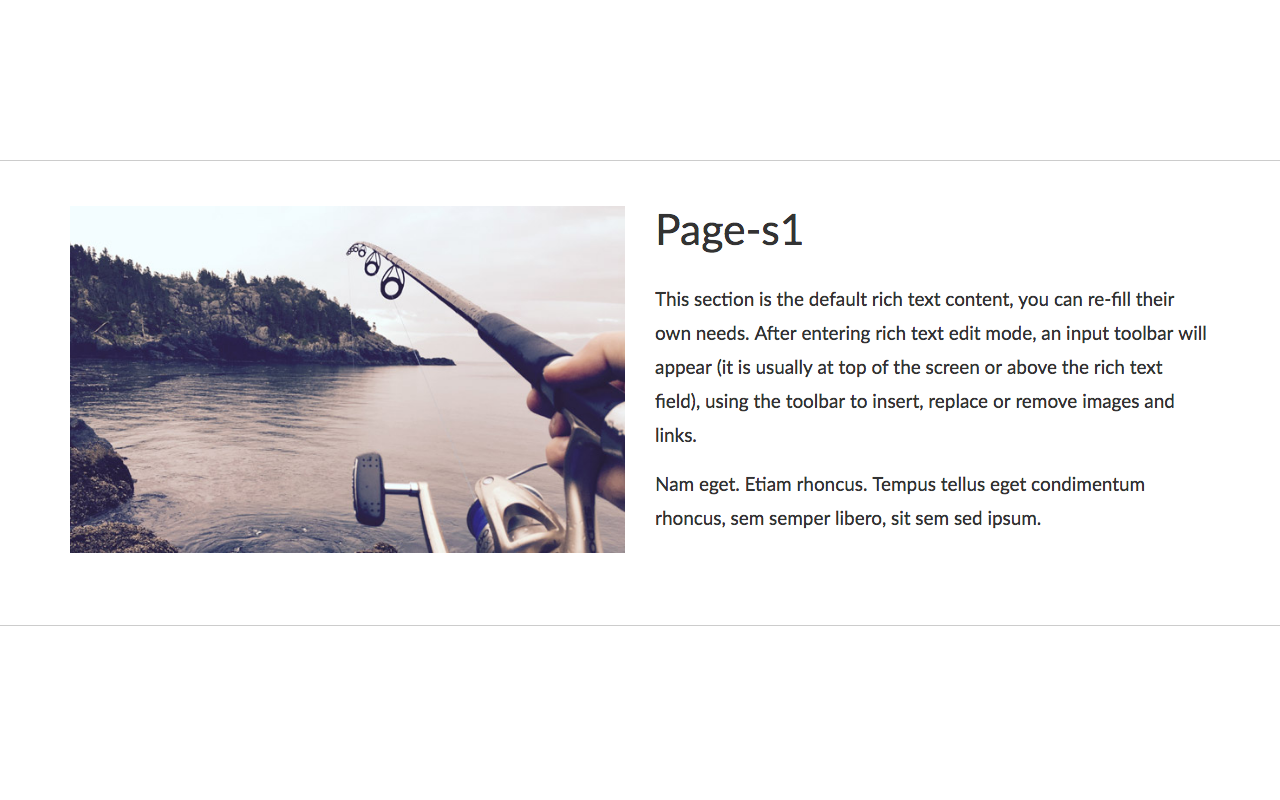 Page-s1
This section is the default rich text content, you can re-fill their
own needs. After entering rich text edit mode, an input toolbar will
appear (it is usually at top of the screen or above the rich text
field), using the toolbar to insert, replace or remove images and
links.
Nam eget. Etiam rhoncus. Tempus tellus eget condimentum
rhoncus, sem semper libero, sit sem sed ipsum.